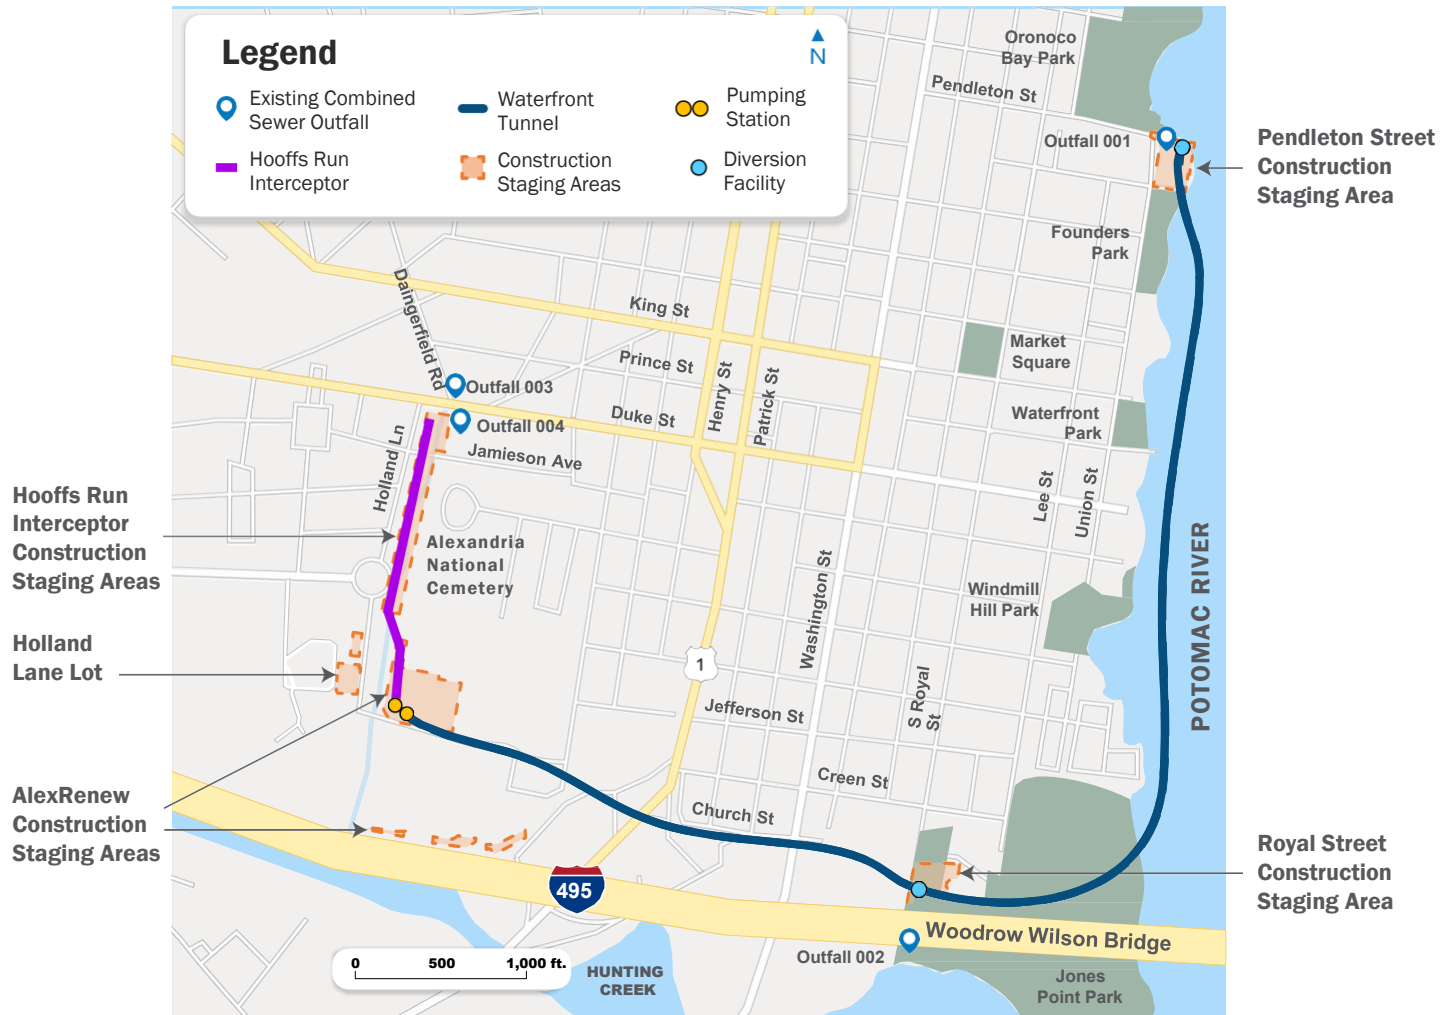 Legend
N
Existing Combined
Sewer Outfall
Waterfront
Tunnel
Pumping
Station
Hooffs Run
Interceptor
Construction
Staging Areas
Diversion
Facility
Oronoco
Bay Park
Pendleton St
Outfall 001
Pendleton Street
Construction
Staging Area
Founders
Park
Daingerfield Rd
King St
Prince St
Market
Square
Henry St
Patrick St
Outfall 003
Duke St
Waterfront
Park
Outfall 004
Holland Ln
Jamieson Ave
Lee St
Union St
Hooffs Run
Interceptor
Construction
Staging Areas
Alexandria
National
Cemetery
Washington St
Windmill
Hill Park
POTOMAC RIVER
Holland
Lane Lot
1
S Royal
St
Jefferson St
Creen St
Church St
AlexRenew
Construction
Staging Areas
Royal Street
Construction
Staging Area
495
Woodrow Wilson Bridge
Outfall 002
0 500 1,000 ft.
HUNTING
CREEK
Jones
Point Park